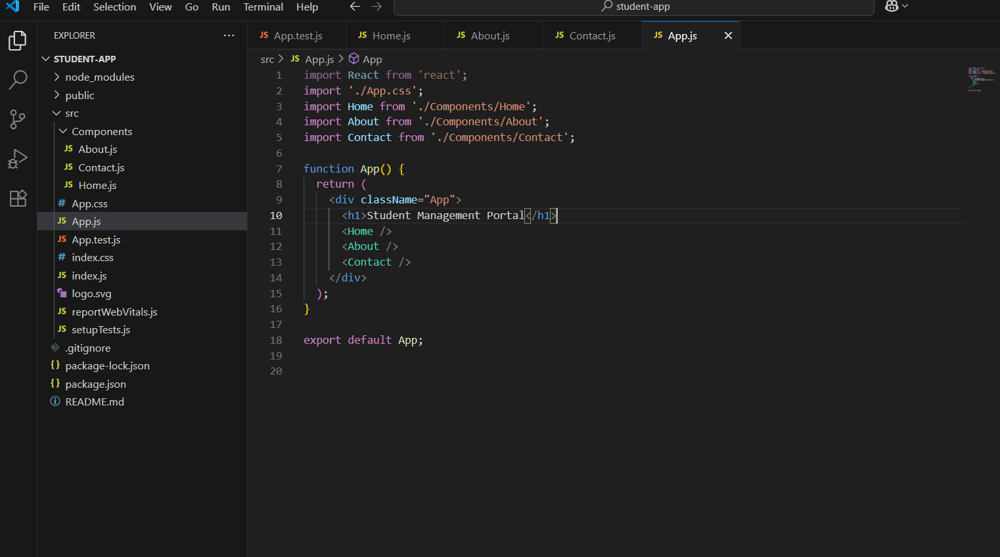 File Edit Selection View Go Run Terminal Help
student-app
EXPLORER
STUDENT-APP
node_modules
public
src
Components
JS About.js
JS Contact.js
JS Home.js
# App.css
JS App.js
JS App.test.js
# index.css
JS index.js
logo.svg
JS reportWebVitals.js
JS setupTests.js
.gitignore
{} package-lock.json
{} package.json
README.md
JS App.test.js JS Home.js JS About.js JS Contact.js JS App.js
src > JS App.js > App
1 import React from 'react';
2 import './App.css';
3 import Home from './Components/Home';
4 import About from './Components/About';
5 import Contact from './Components/Contact';
6
7 function App() {
8 return (
9 <div className="App">
10 <h1>Student Management Portal</h1>
11 <Home />
12 <About />
13 <Contact />
14 </div>
15 );
16 }
17
18 export default App;
19
20